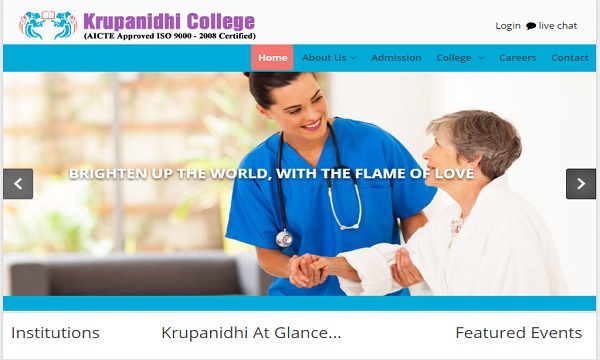 Krupanidhi College
(AICTE Approved ISO 9000 - 2008 Certified)
Login live chat
Home About Us Admission College Careers Contact
BRIGHTEN UP THE WORLD, WITH THE FLAME OF LOVE
Institutions Krupanidhi At Glance... Featured Events